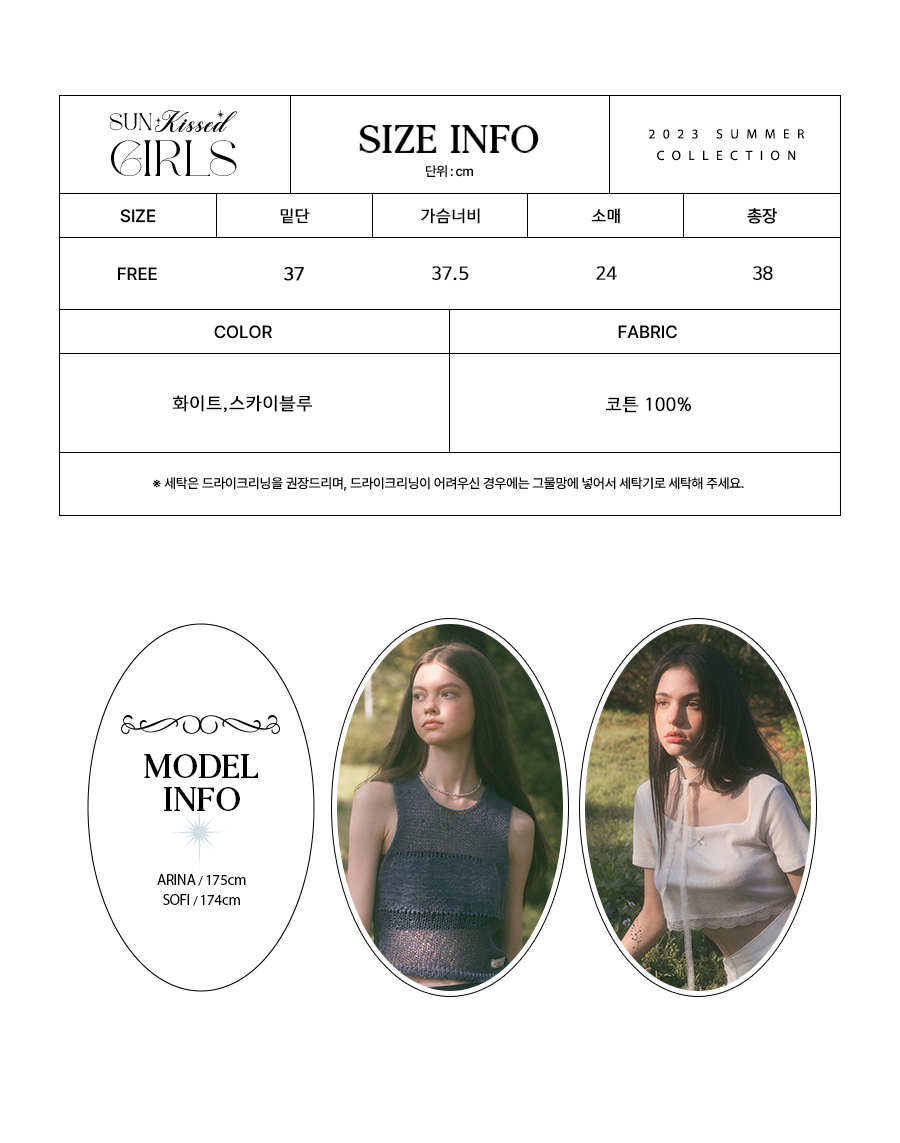 SUN Kissed
GIRLS
SIZE INFO
단위 : cm
2023 SUMMER
COLLECTION
SIZE 밑단 가슴너비 소매 총장
FREE 37 37.5 24 38
COLOR FABRIC
화이트,스카이블루 코튼 100%
※ 세탁은 드라이크리닝을 권장드리며, 드라이크리닝이 어려우신 경우에는 그물망에 넣어서 세탁기로 세탁해 주세요.
MODEL
INFO
ARINA / 175cm
SOFI / 174cm